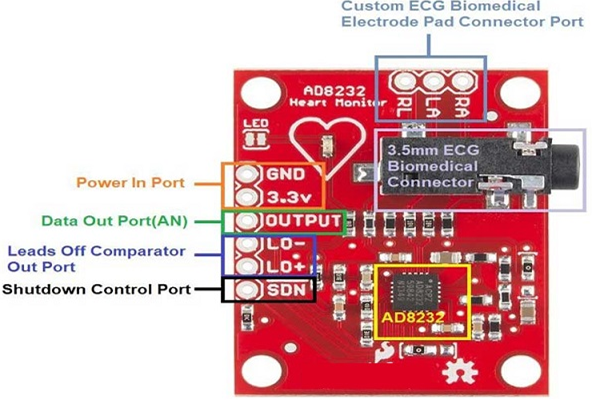 Custom ECG Biomedical
Electrode Pad Connector Port
AD8232
Heart Monitor
RL
LA
RA
LED
3.5mm ECG
Biomedical
Connector
Power In Port
GND
3.3v
Data Out Port(AN)
OUTPUT
Leads Off Comparator
Out Port
LO-
LO+
Shutdown Control Port
SDN
AD8232